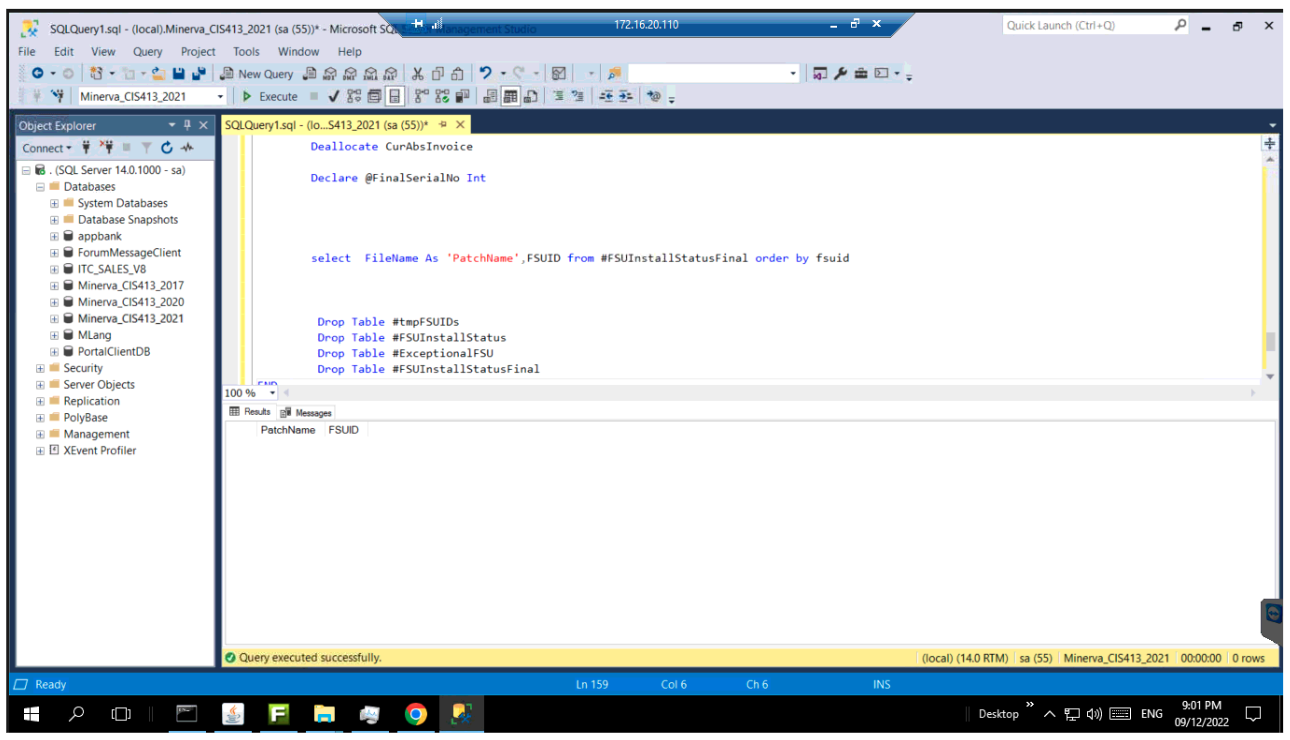 SQLQuery1.sql - (local).Minerva_CIS413_2021 (sa (55))* - Microsoft SQL
172.16.20.110
Quick Launch (Ctrl+Q)
File Edit View Query Project Tools Window Help
New Query
Minerva_CIS413_2021 Execute
Object Explorer
SQLQuery1.sql - (lo...S413_2021 (sa (55))*
Connect
. (SQL Server 14.0.1000 - sa)
Databases
System Databases
Database Snapshots
appbank
ForumMessageClient
ITC_SALES_V8
Minerva_CIS413_2017
Minerva_CIS413_2020
Minerva_CIS413_2021
MLang
PortalClientDB
Security
Server Objects
Replication
PolyBase
Management
XEvent Profiler
Deallocate CurAbsInvoice
Declare @FinalSerialNo Int
select FileName As 'PatchName',FSUID from #FSUInstallStatusFinal order by fsuid
Drop Table #tmpFSUIDs
Drop Table #FSUInstallStatus
Drop Table #ExceptionalFSU
Drop Table #FSUInstallStatusFinal
END
100 %
Results Messages
PatchName FSUID
Query executed successfully.
(local) (14.0 RTM) sa (55) Minerva_CIS413_2021 00:00:00 0 rows
Ready Ln 159 Col 6 Ch 6 INS
Desktop ENG
9:01 PM
09/12/2022